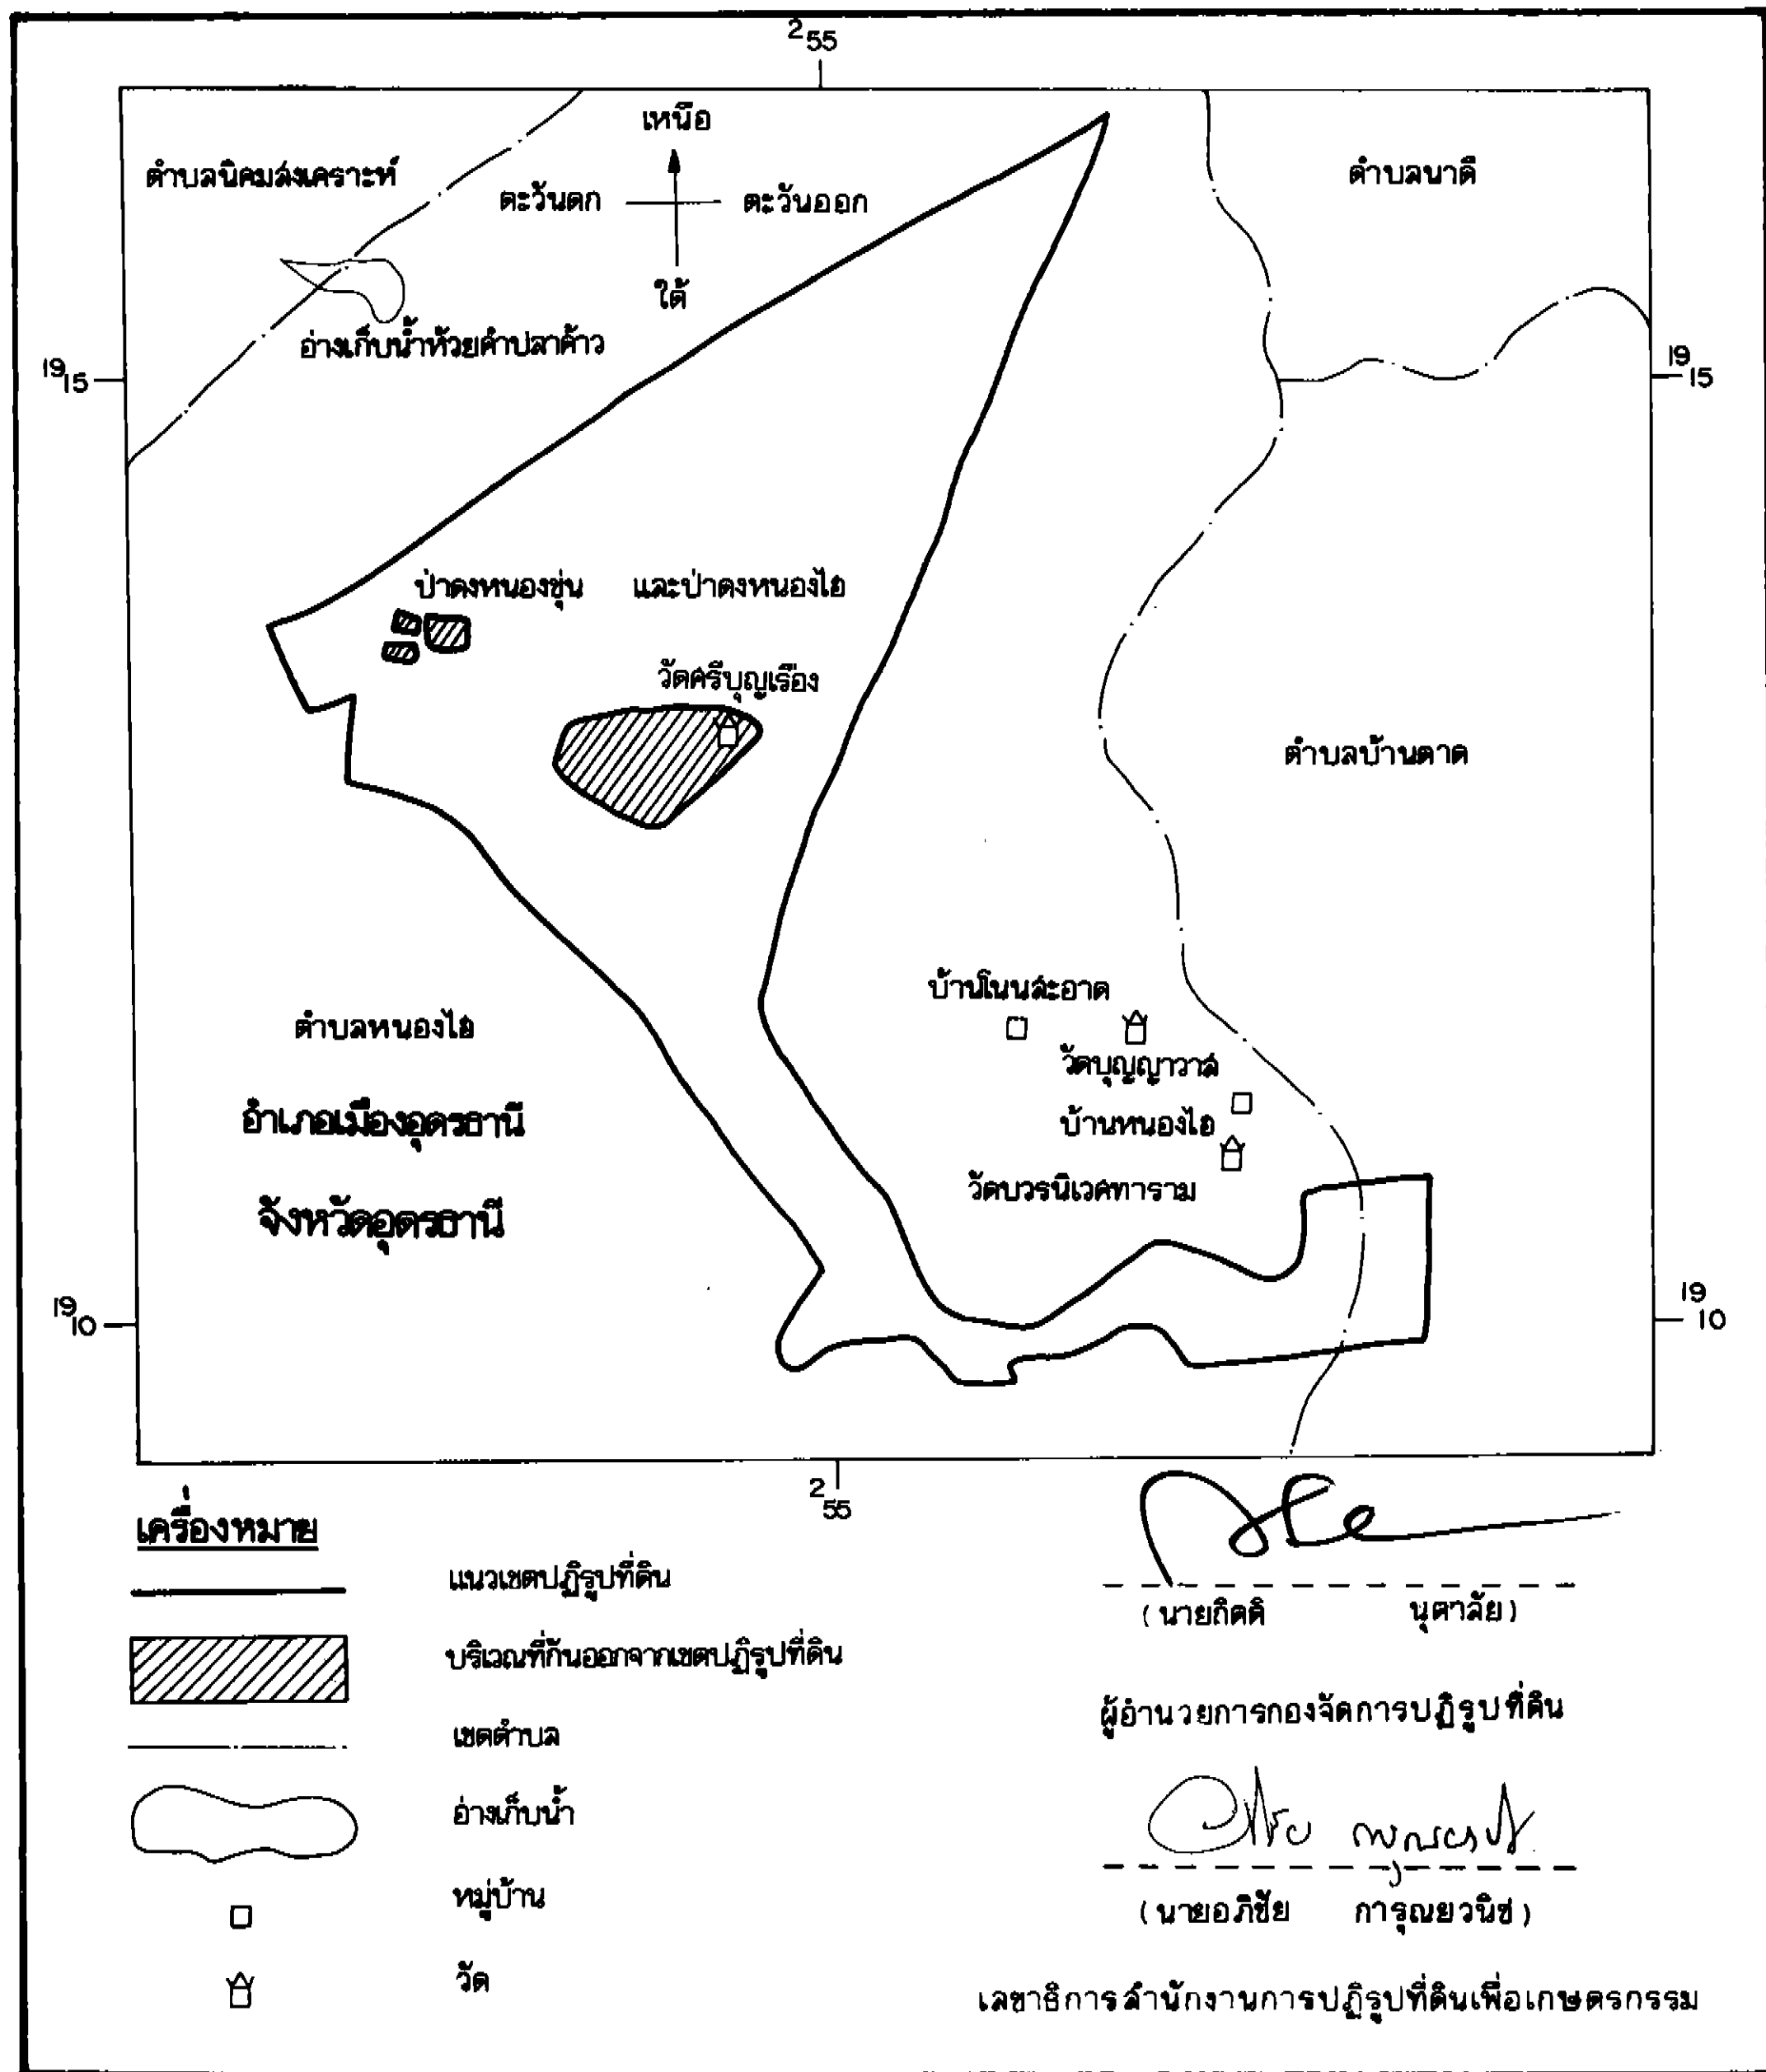 2 55
เหนือ
ตำบลนิคมสงเคราะห์
ตำบลนาดี
ตะวันตก ตะวันออก
ใต้
อ่างเก็บน้ำห้วยคำปลาค้าว
19 15
19 15
ป่าดงหนองขุ่น และป่าดงหนองไฮ
วัดศรีบุญเรือง
ตำบลบ้านตาด
บ้านโนนสะอาด
ตำบลหนองไฮ
วัดบุญญาวาส
อำเภอเมืองอุดรธานี
บ้านหนองไฮ
วัดบวรนิเวศทาราม
จังหวัดอุดรธานี
19 10
19 10
2 55
เครื่องหมาย
แนวเขตปฏิรูปที่ดิน
บริเวณที่กันออกจากเขตปฏิรูปที่ดิน
เขตตำบล
อ่างเก็บน้ำ
หมู่บ้าน
วัด
(นายกิตติ นุตาลัย)
ผู้อำนวยการกองจัดการปฏิรูปที่ดิน
(นายอภิชัย การุณยวนิช)
เลขาธิการสำนักงานการปฏิรูปที่ดินเพื่อเกษตรกรรม